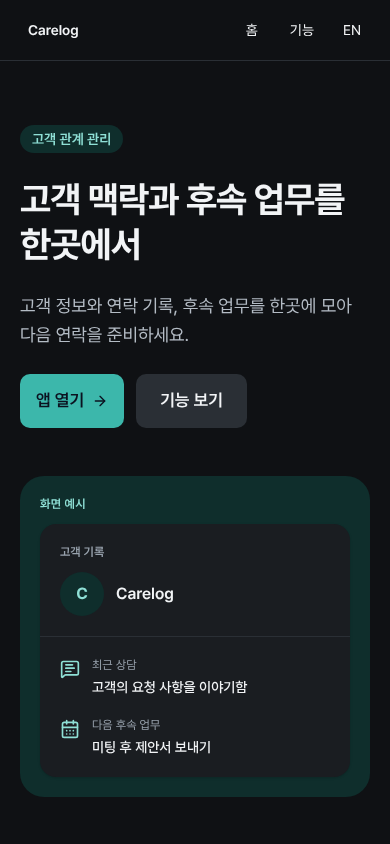 Carelog
홈
기능
EN
고객 관계 관리
고객 맥락과 후속 업무를
한곳에서
고객 정보와 연락 기록, 후속 업무를 한곳에 모아
다음 연락을 준비하세요.
앱 열기 →
기능 보기
화면 예시
고객 기록
C
Carelog
최근 상담
고객의 요청 사항을 이야기함
다음 후속 업무
미팅 후 제안서 보내기